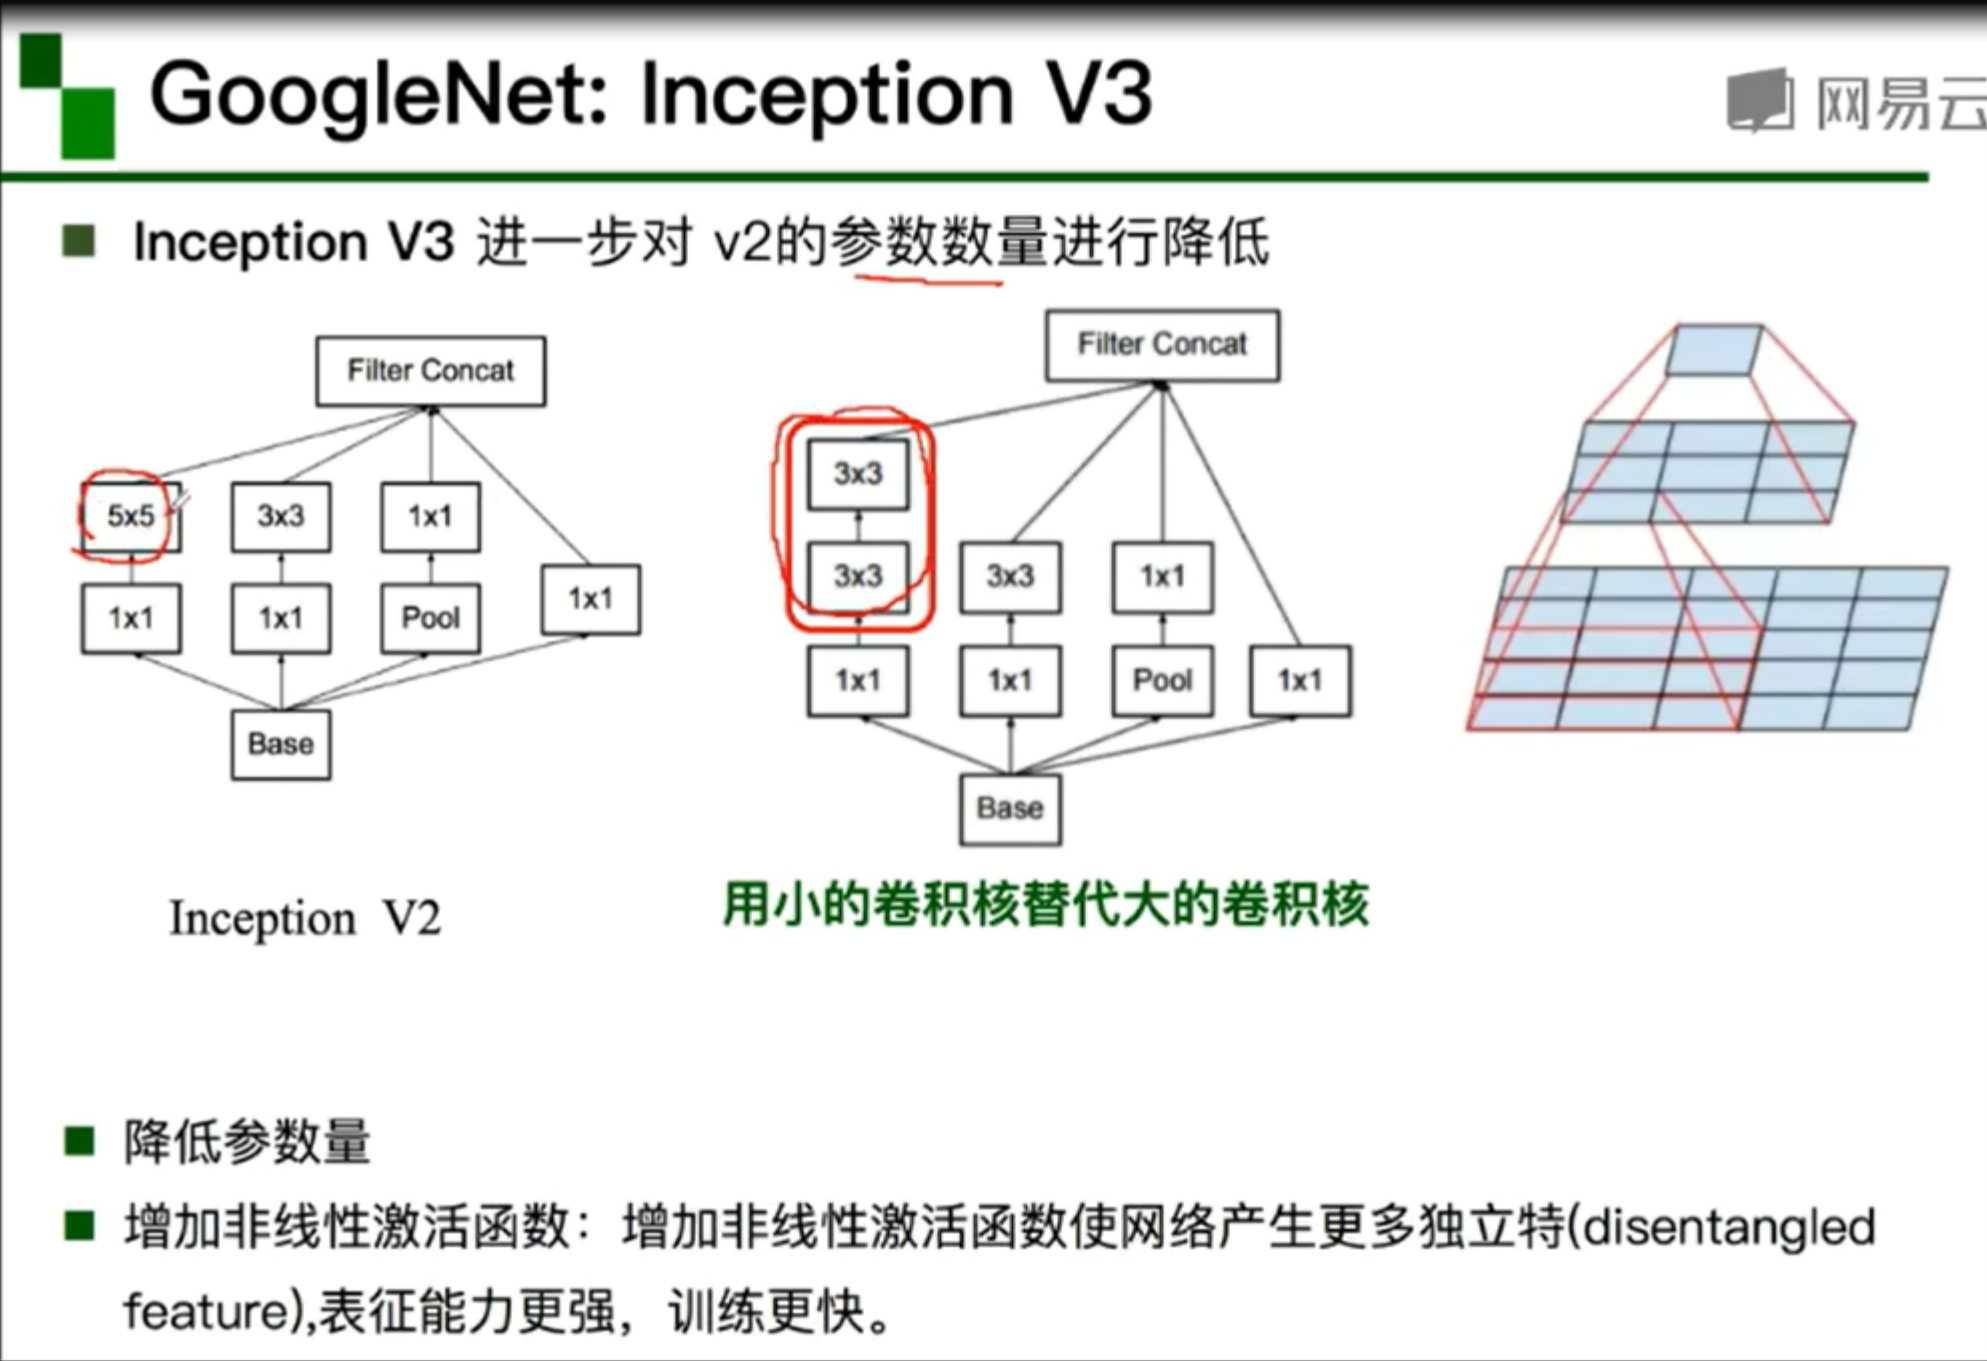 GoogleNet: Inception V3
网易云
Inception V3 进一步对 v2的参数数量进行降低
Filter Concat
5x5
3x3
1x1
1x1
1x1
1x1
Pool
Base
Inception V2
Filter Concat
3x3
3x3
3x3
1x1
1x1
1x1
Pool
1x1
Base
用小的卷积核替代大的卷积核
降低参数量
增加非线性激活函数：增加非线性激活函数使网络产生更多独立特(disentangled
feature),表征能力更强，训练更快。